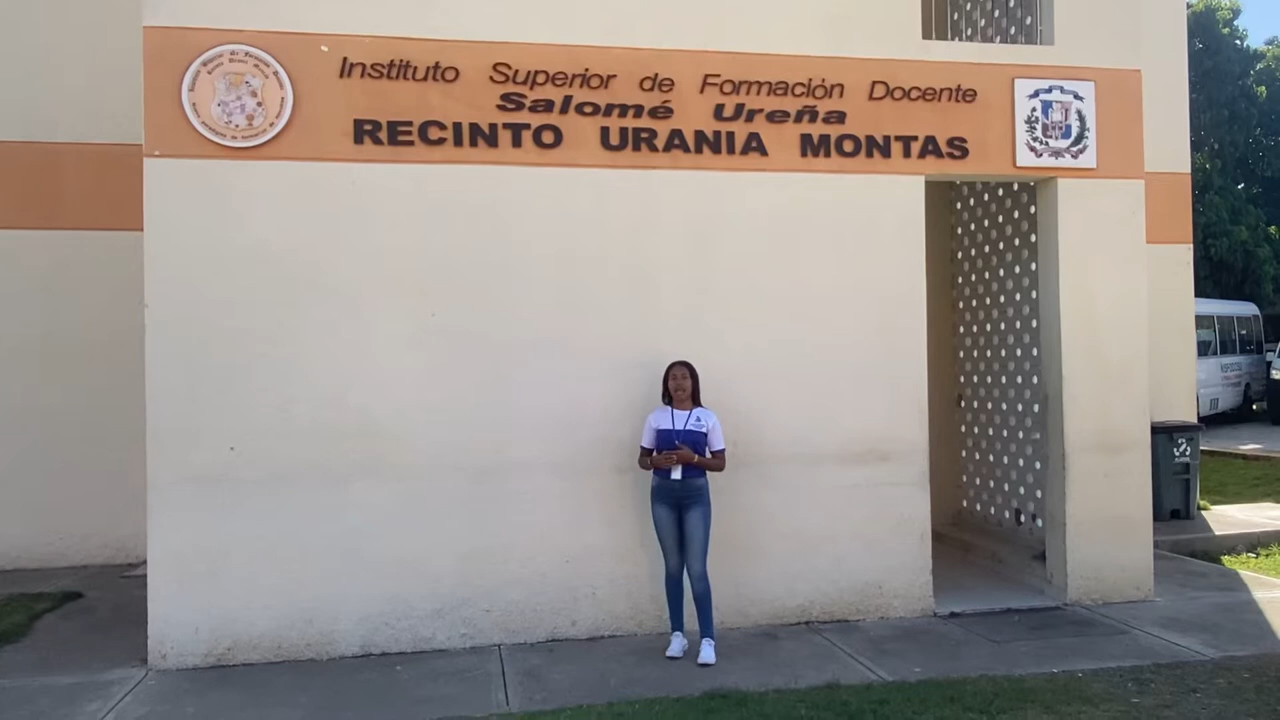 Instituto Superior de Formación Docente
Salomé Ureña
RECINTO URANIA MONTAS